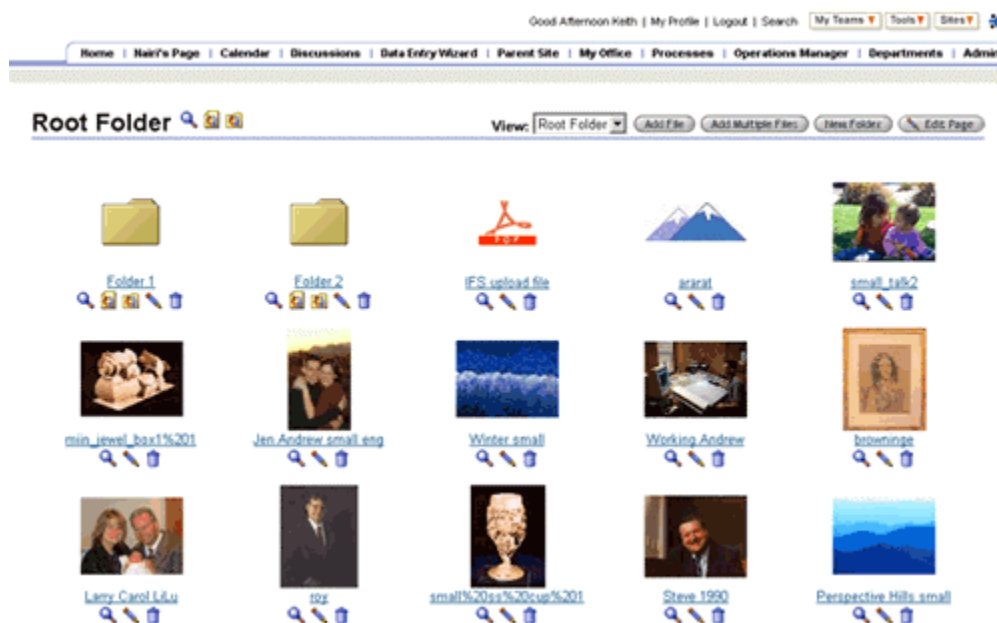 Good Afternoon Keith | My Profile | Logout | Search My Teams ▼ Tools ▼ Sites ▼
Home | Nairi's Page | Calendar | Discussions | Data Entry Wizard | Parent Site | My Office | Processes | Operations Manager | Departments | Admin
Root Folder
View: Root Folder Add File Add Multiple Files New Folder Edit Page
PDF
Folder 1 Folder 2 IFS upload file ararat small_talk2
miin_jewel_box1%201 Jen Andrew small eng Winter small Working Andrew browninge
Larry Carol LiLu roy small%20ss%20cup%201 Steve 1990 Perspective Hills small